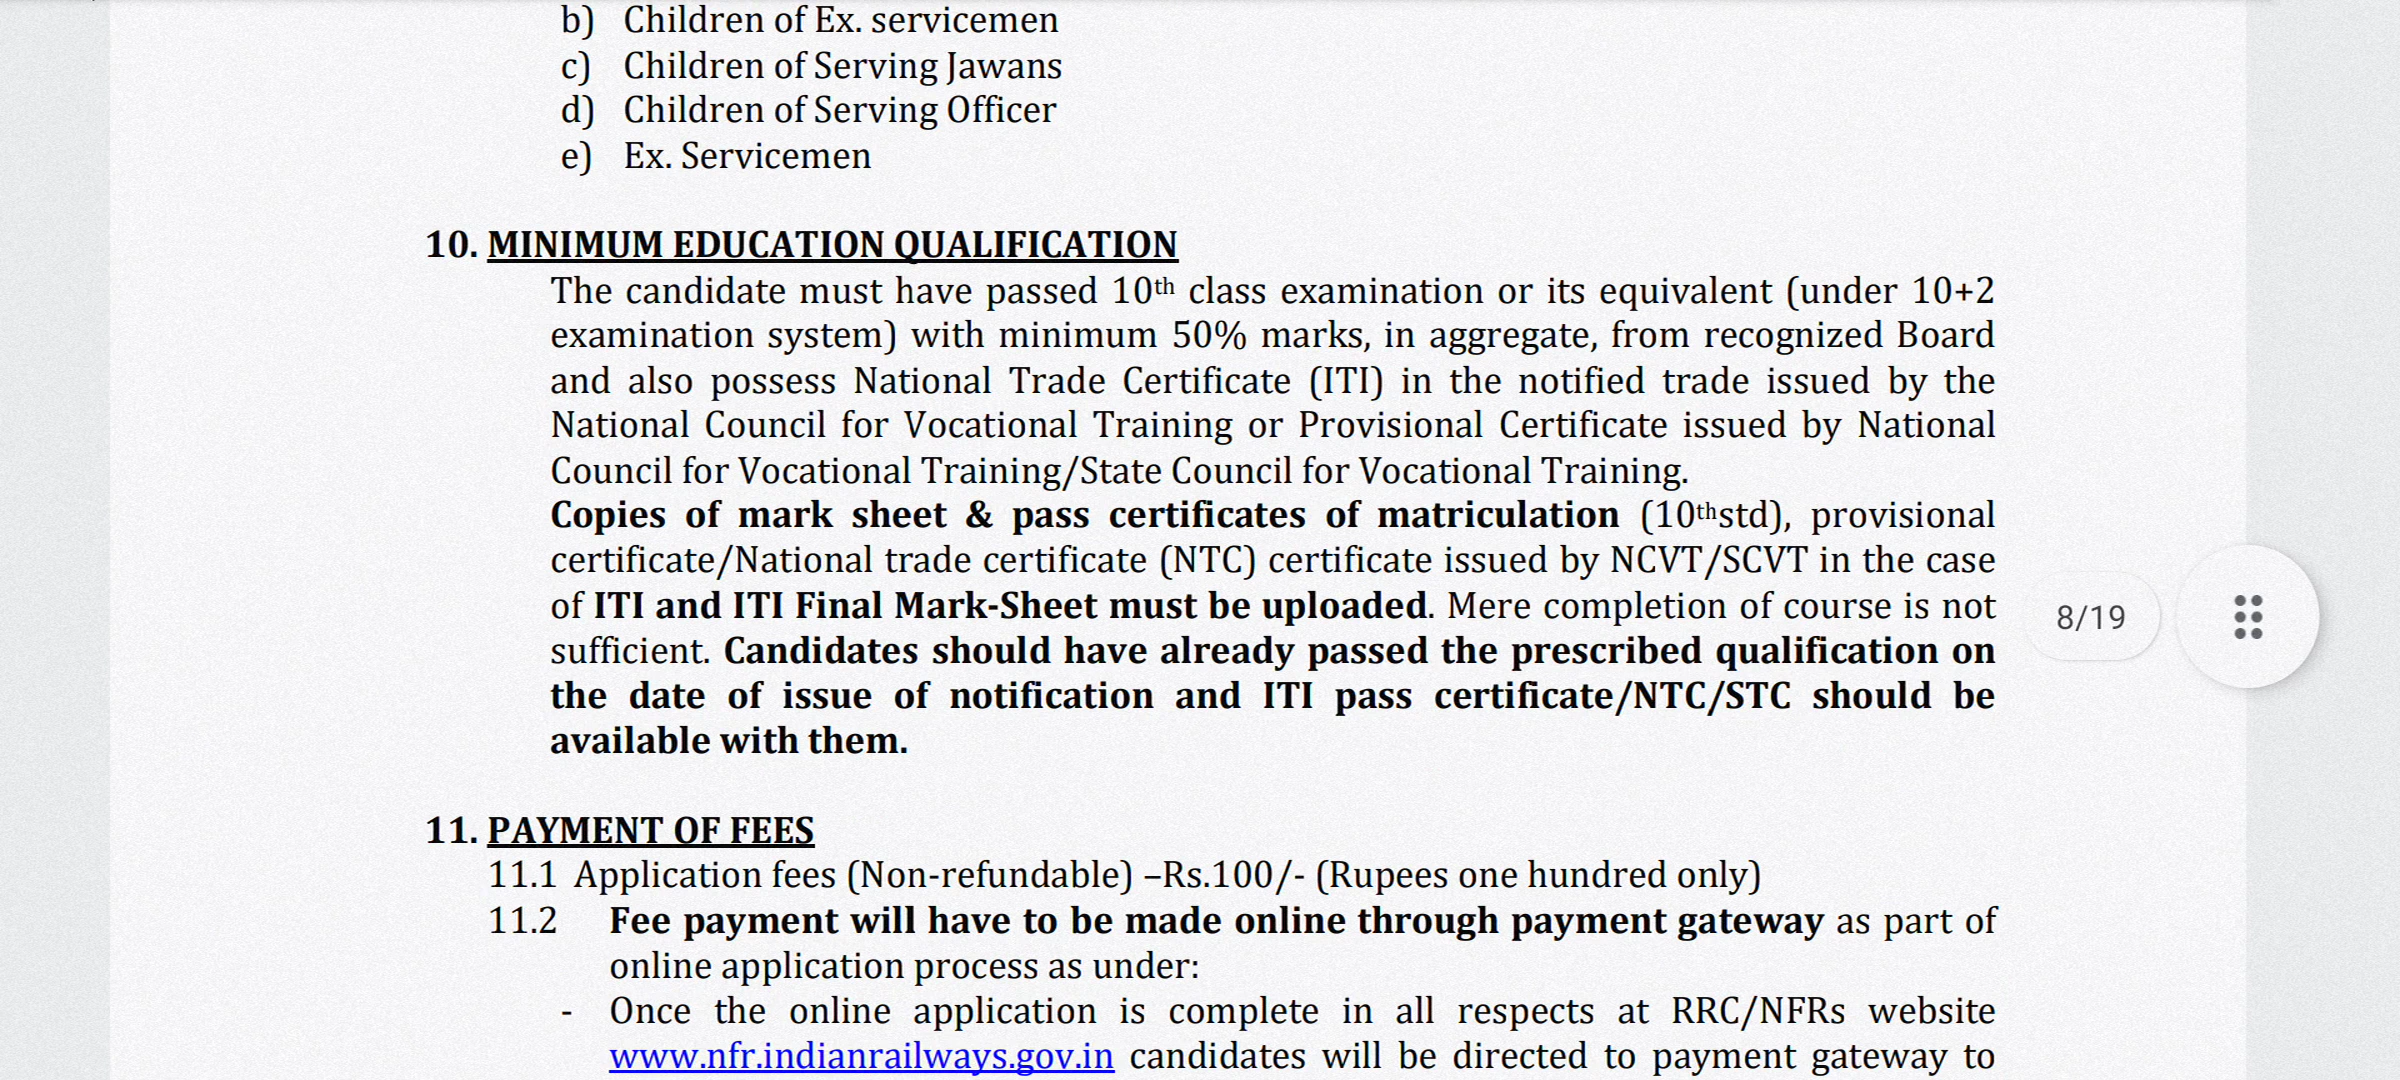 b) Children of Ex. servicemen
c) Children of Serving Jawans
d) Children of Serving Officer
e) Ex. Servicemen
10. MINIMUM EDUCATION QUALIFICATION
The candidate must have passed 10th class examination or its equivalent (under 10+2
examination system) with minimum 50% marks, in aggregate, from recognized Board
and also possess National Trade Certificate (ITI) in the notified trade issued by the
National Council for Vocational Training or Provisional Certificate issued by National
Council for Vocational Training/State Council for Vocational Training.
Copies of mark sheet & pass certificates of matriculation (10thstd), provisional
certificate/National trade certificate (NTC) certificate issued by NCVT/SCVT in the case
of ITI and ITI Final Mark-Sheet must be uploaded. Mere completion of course is not
sufficient. Candidates should have already passed the prescribed qualification on
the date of issue of notification and ITI pass certificate/NTC/STC should be
available with them.
8/19
11. PAYMENT OF FEES
11.1 Application fees (Non-refundable) –Rs.100/- (Rupees one hundred only)
11.2 Fee payment will have to be made online through payment gateway as part of
online application process as under:
- Once the online application is complete in all respects at RRC/NFRs website
www.nfr.indianrailways.gov.in candidates will be directed to payment gateway to